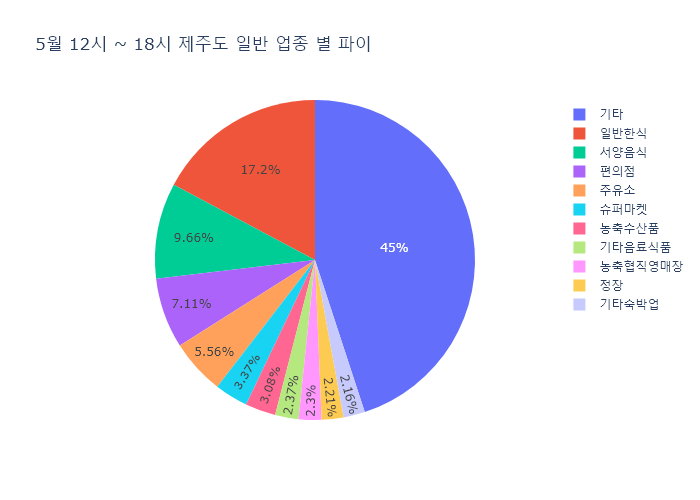 5월 12시 ~ 18시 제주도 일반 업종 별 파이
기타
일반한식
서양음식
편의점
주유소
슈퍼마켓
농축수산품
기타음료식품
농축협직영매장
정장
기타숙박업
45%
17.2%
9.66%
7.11%
5.56%
3.37%
3.08%
2.37%
2.3%
2.21%
2.16%